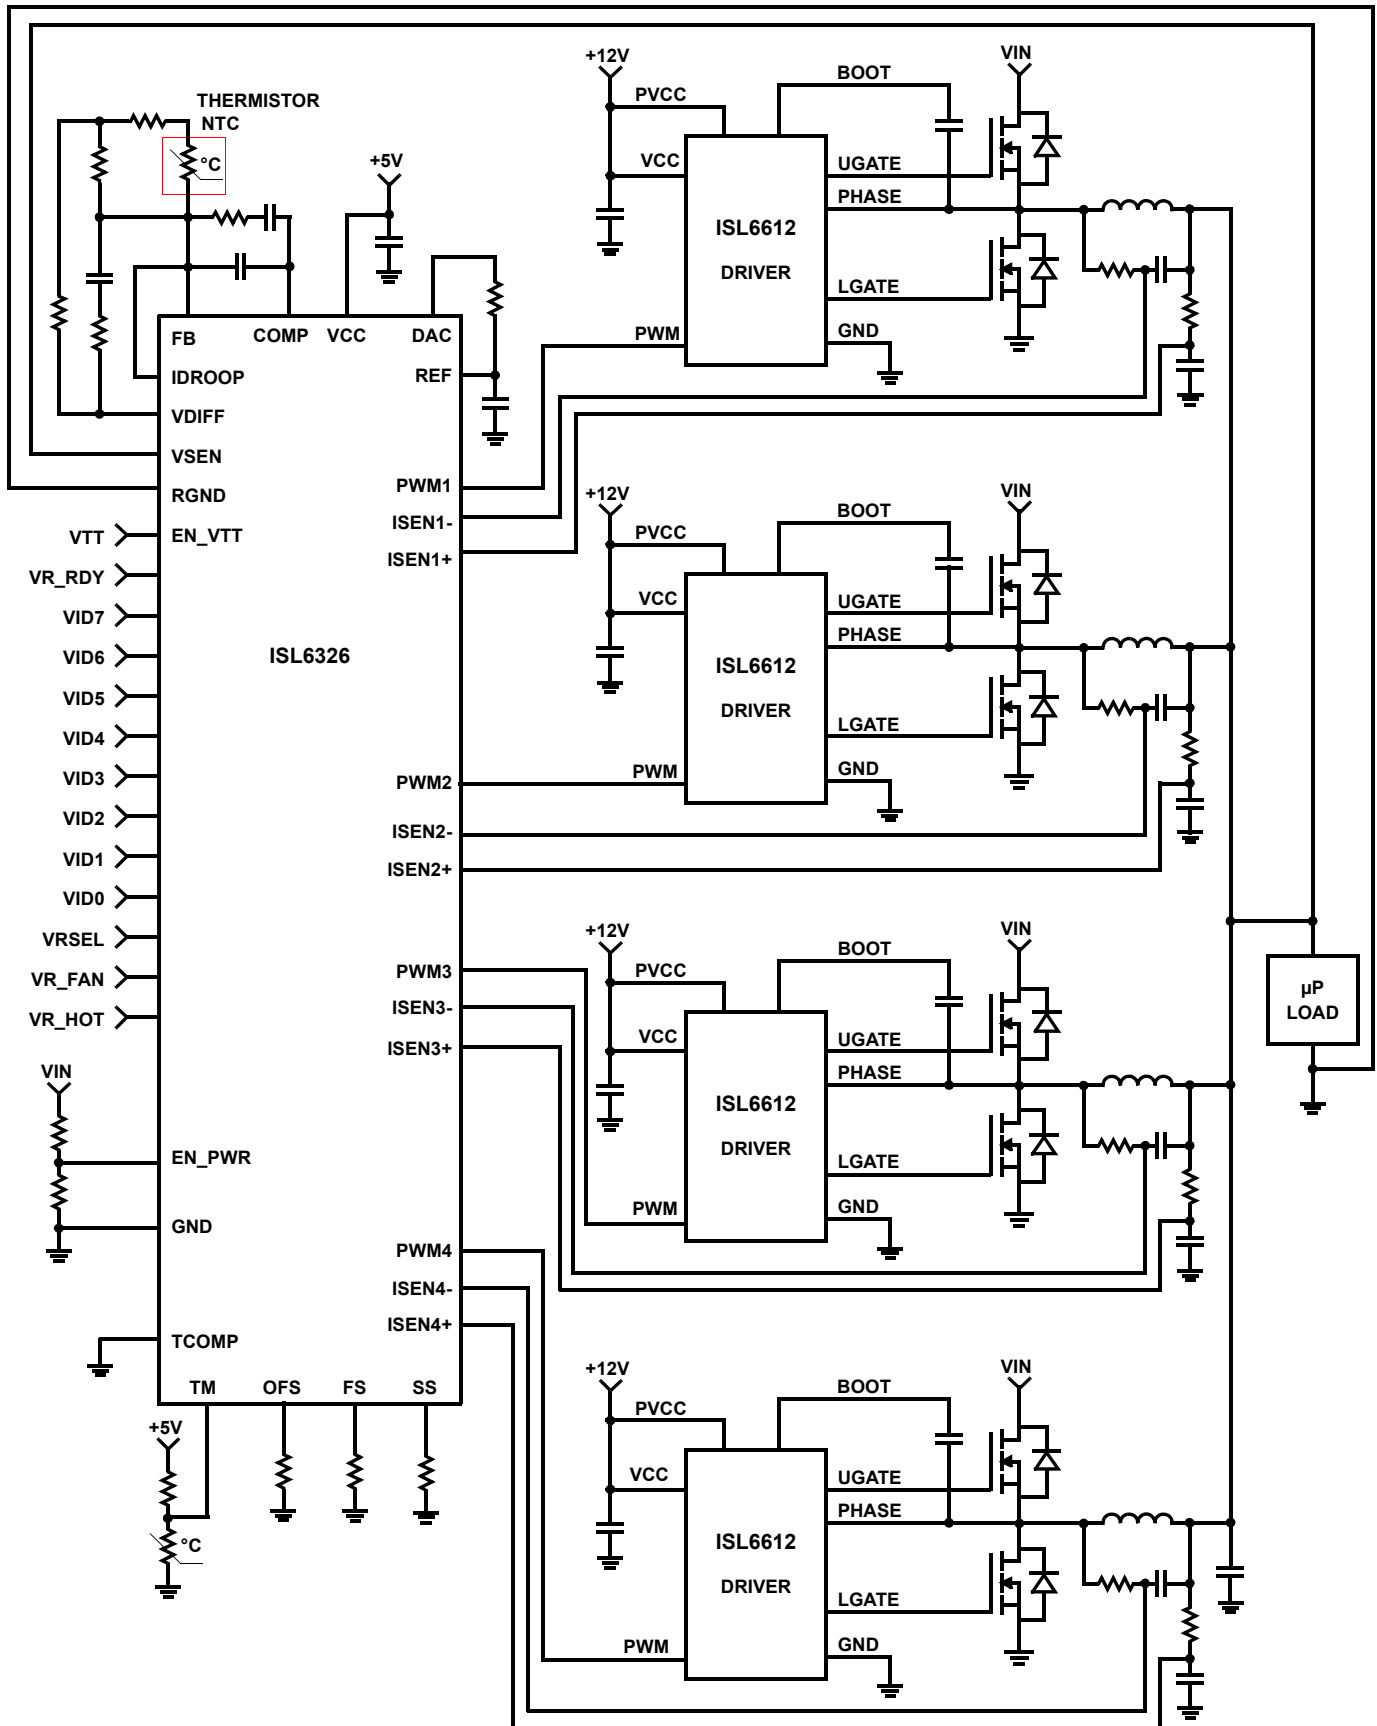 THERMISTOR
NTC
°C
+5V
FB
COMP
VCC
DAC
IDROOP
REF
VDIFF
VSEN
RGND
EN_VTT
VTT
VR_RDY
VID7
VID6
VID5
VID4
VID3
VID2
VID1
VID0
VRSEL
VR_FAN
VR_HOT
VIN
EN_PWR
GND
TCOMP
TM
OFS
FS
SS
+5V
°C
ISL6326
PWM1
ISEN1-
ISEN1+
PWM2
ISEN2-
ISEN2+
PWM3
ISEN3-
ISEN3+
PWM4
ISEN4-
ISEN4+
+12V
PVCC
VCC
PWM
ISL6612
DRIVER
BOOT
UGATE
PHASE
LGATE
GND
VIN
+12V
PVCC
VCC
PWM
ISL6612
DRIVER
BOOT
UGATE
PHASE
LGATE
GND
VIN
+12V
PVCC
VCC
PWM
ISL6612
DRIVER
BOOT
UGATE
PHASE
LGATE
GND
VIN
+12V
PVCC
VCC
PWM
ISL6612
DRIVER
BOOT
UGATE
PHASE
LGATE
GND
VIN
µP
LOAD